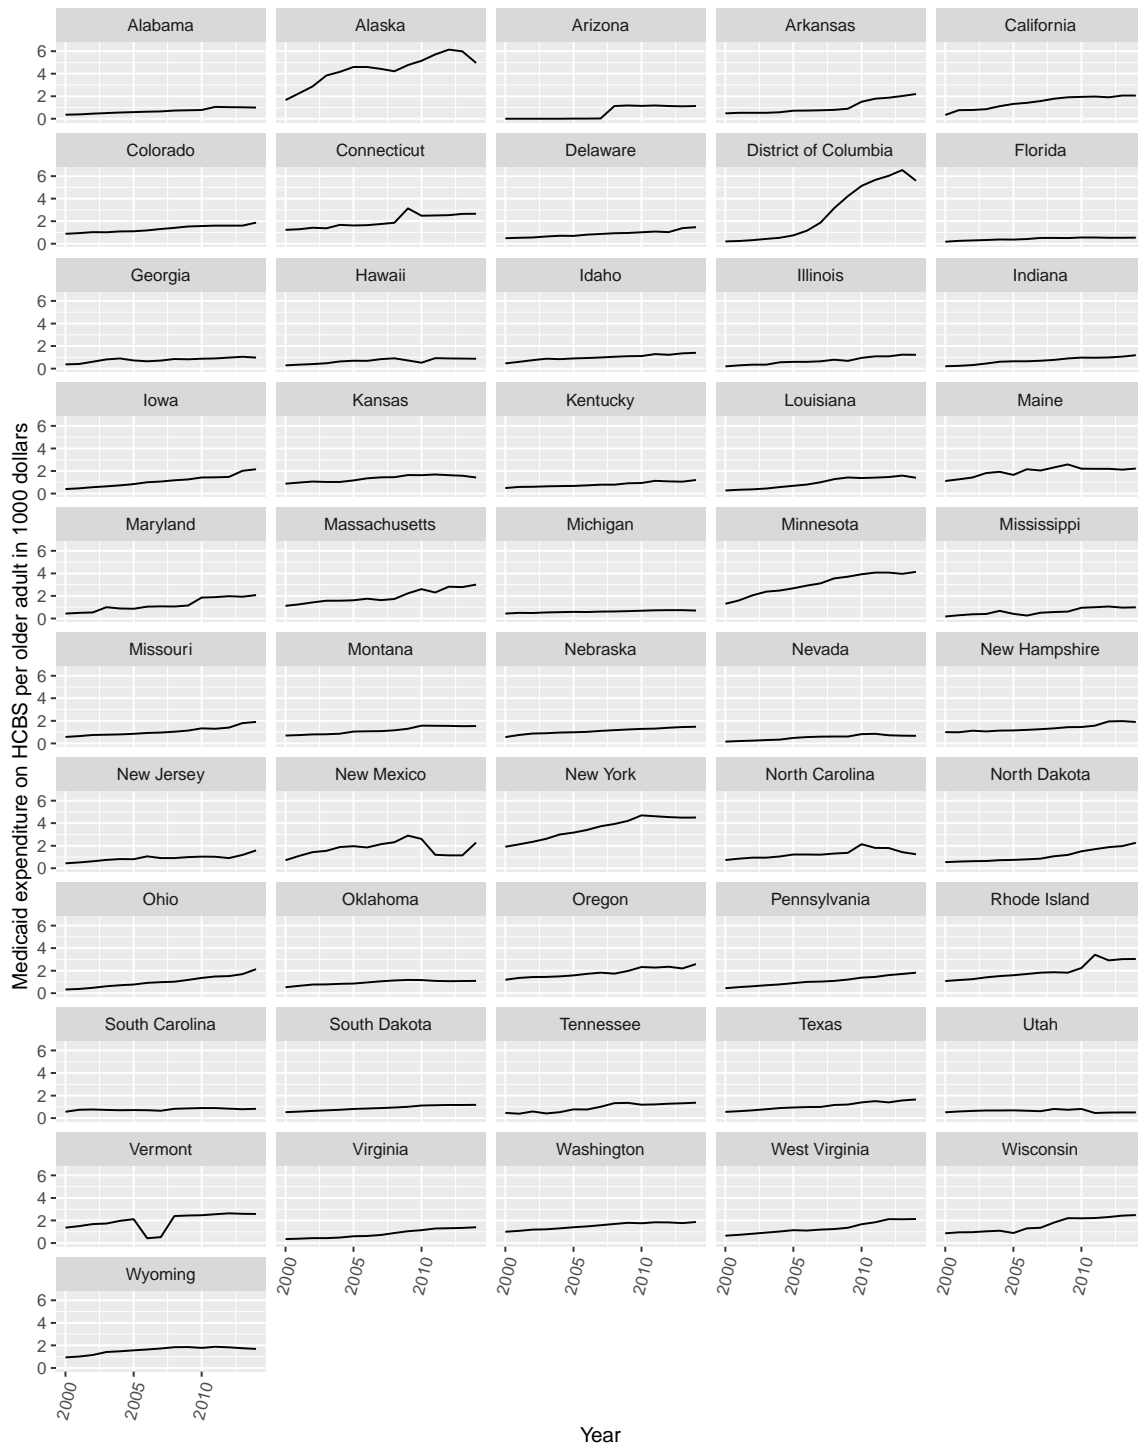 Alabama Alaska Arizona Arkansas California
6
4
2
0
Colorado Connecticut Delaware District of Columbia Florida
6
4
2
0
Georgia Hawaii Idaho Illinois Indiana
6
4
2
0
Iowa Kansas Kentucky Louisiana Maine
6
4
2
0
Maryland Massachusetts Michigan Minnesota Mississippi
6
4
2
0
Missouri Montana Nebraska Nevada New Hampshire
6
4
2
0
New Jersey New Mexico New York North Carolina North Dakota
6
4
2
0
Ohio Oklahoma Oregon Pennsylvania Rhode Island
6
4
2
0
South Carolina South Dakota Tennessee Texas Utah
6
4
2
0
Vermont Virginia Washington West Virginia Wisconsin
6
4
2
0
2000 2005 2010 2000 2005 2010 2000 2005 2010 2000 2005 2010
Wyoming
6
4
2
0
2000 2005 2010
Year
Medicaid expenditure on HCBS per older adult in 1000 dollars